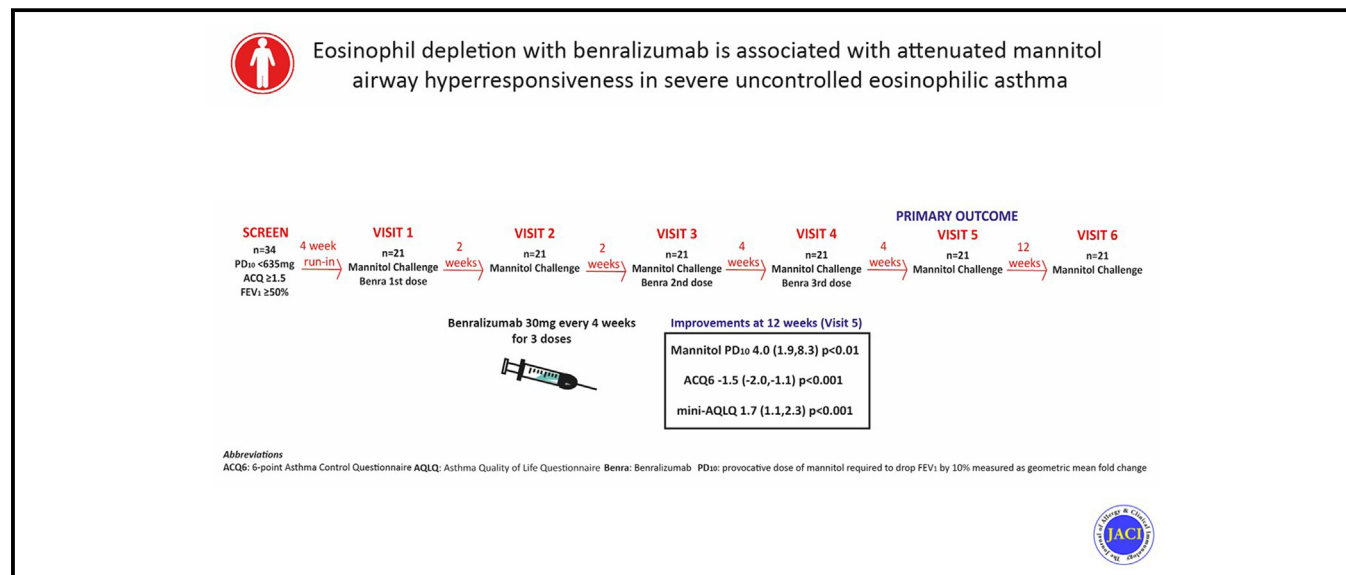 Eosinophil depletion with benralizumab is associated with attenuated mannitol
airway hyperresponsiveness in severe uncontrolled eosinophilic asthma
PRIMARY OUTCOME
SCREEN
n=34
PD₁₀ <635mg
ACQ ≥1.5
FEV₁ ≥50%
4 week
run-in
VISIT 1
n=21
Mannitol Challenge
Benra 1st dose
2
weeks
VISIT 2
n=21
Mannitol Challenge
2
weeks
VISIT 3
n=21
Mannitol Challenge
Benra 2nd dose
4
weeks
VISIT 4
n=21
Mannitol Challenge
Benra 3rd dose
4
weeks
VISIT 5
n=21
Mannitol Challenge
12
weeks
VISIT 6
n=21
Mannitol Challenge
Benralizumab 30mg every 4 weeks
for 3 doses
Improvements at 12 weeks (Visit 5)
Mannitol PD₁₀ 4.0 (1.9,8.3) p<0.01
ACQ6 -1.5 (-2.0,-1.1) p<0.001
mini-AQLQ 1.7 (1.1,2.3) p<0.001
Abbreviations
ACQ6: 6-point Asthma Control Questionnaire AQLQ: Asthma Quality of Life Questionnaire Benra: Benralizumab PD₁₀: provocative dose of mannitol required to drop FEV₁ by 10% measured as geometric mean fold change
The Journal of Allergy & Clinical Immunology
JACI